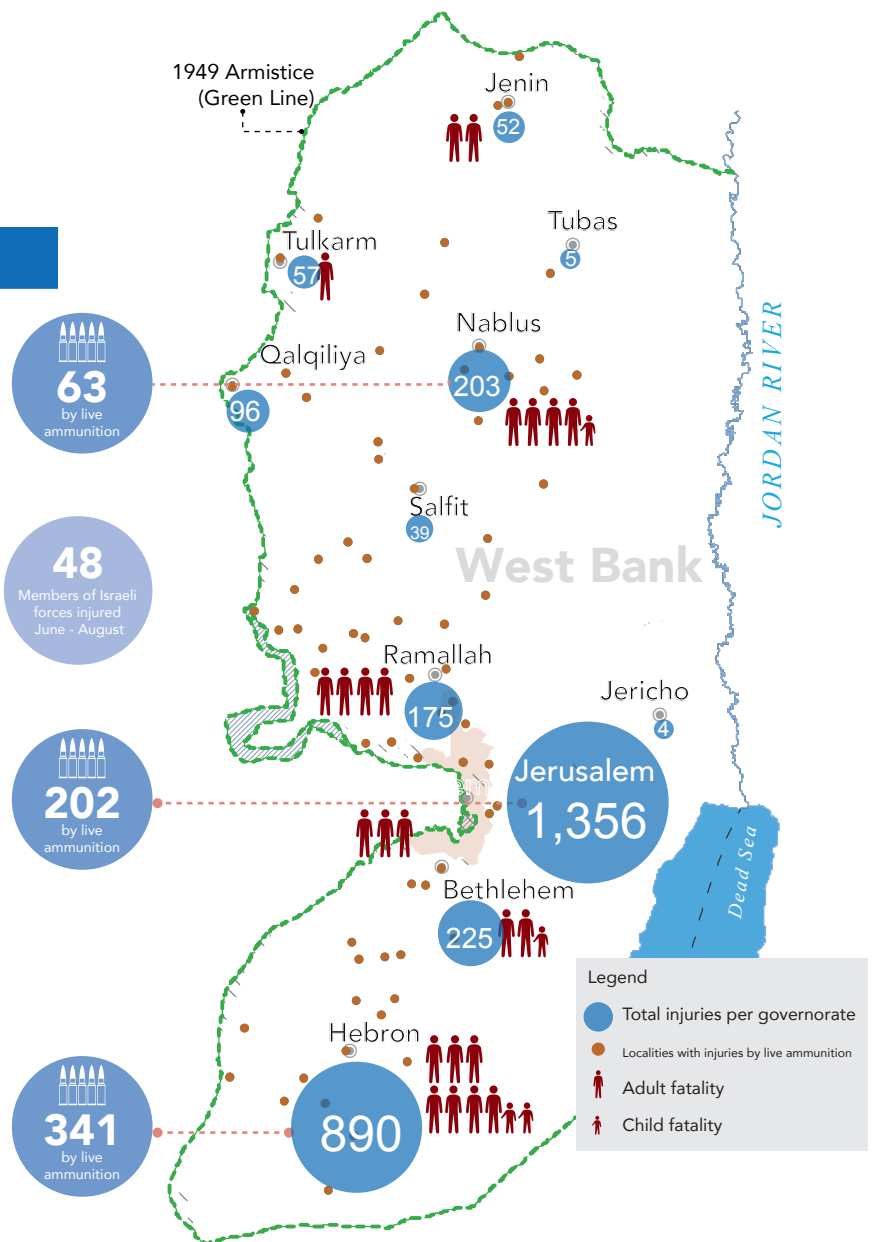 1949 Armistice
(Green Line)
Jenin
52
Tubas
5
Tulkarm
57
Nablus
203
63
by live
ammunition
Qalqiliya
96
Salfit
39
West Bank
JORDAN RIVER
48
Members of Israeli
forces injured
June - August
Ramallah
175
Jericho
4
202
by live
ammunition
Jerusalem
1,356
Dead Sea
Bethlehem
225
Legend
Total injuries per governorate
Localities with injuries by live ammunition
Adult fatality
Child fatality
Hebron
890
341
by live
ammunition